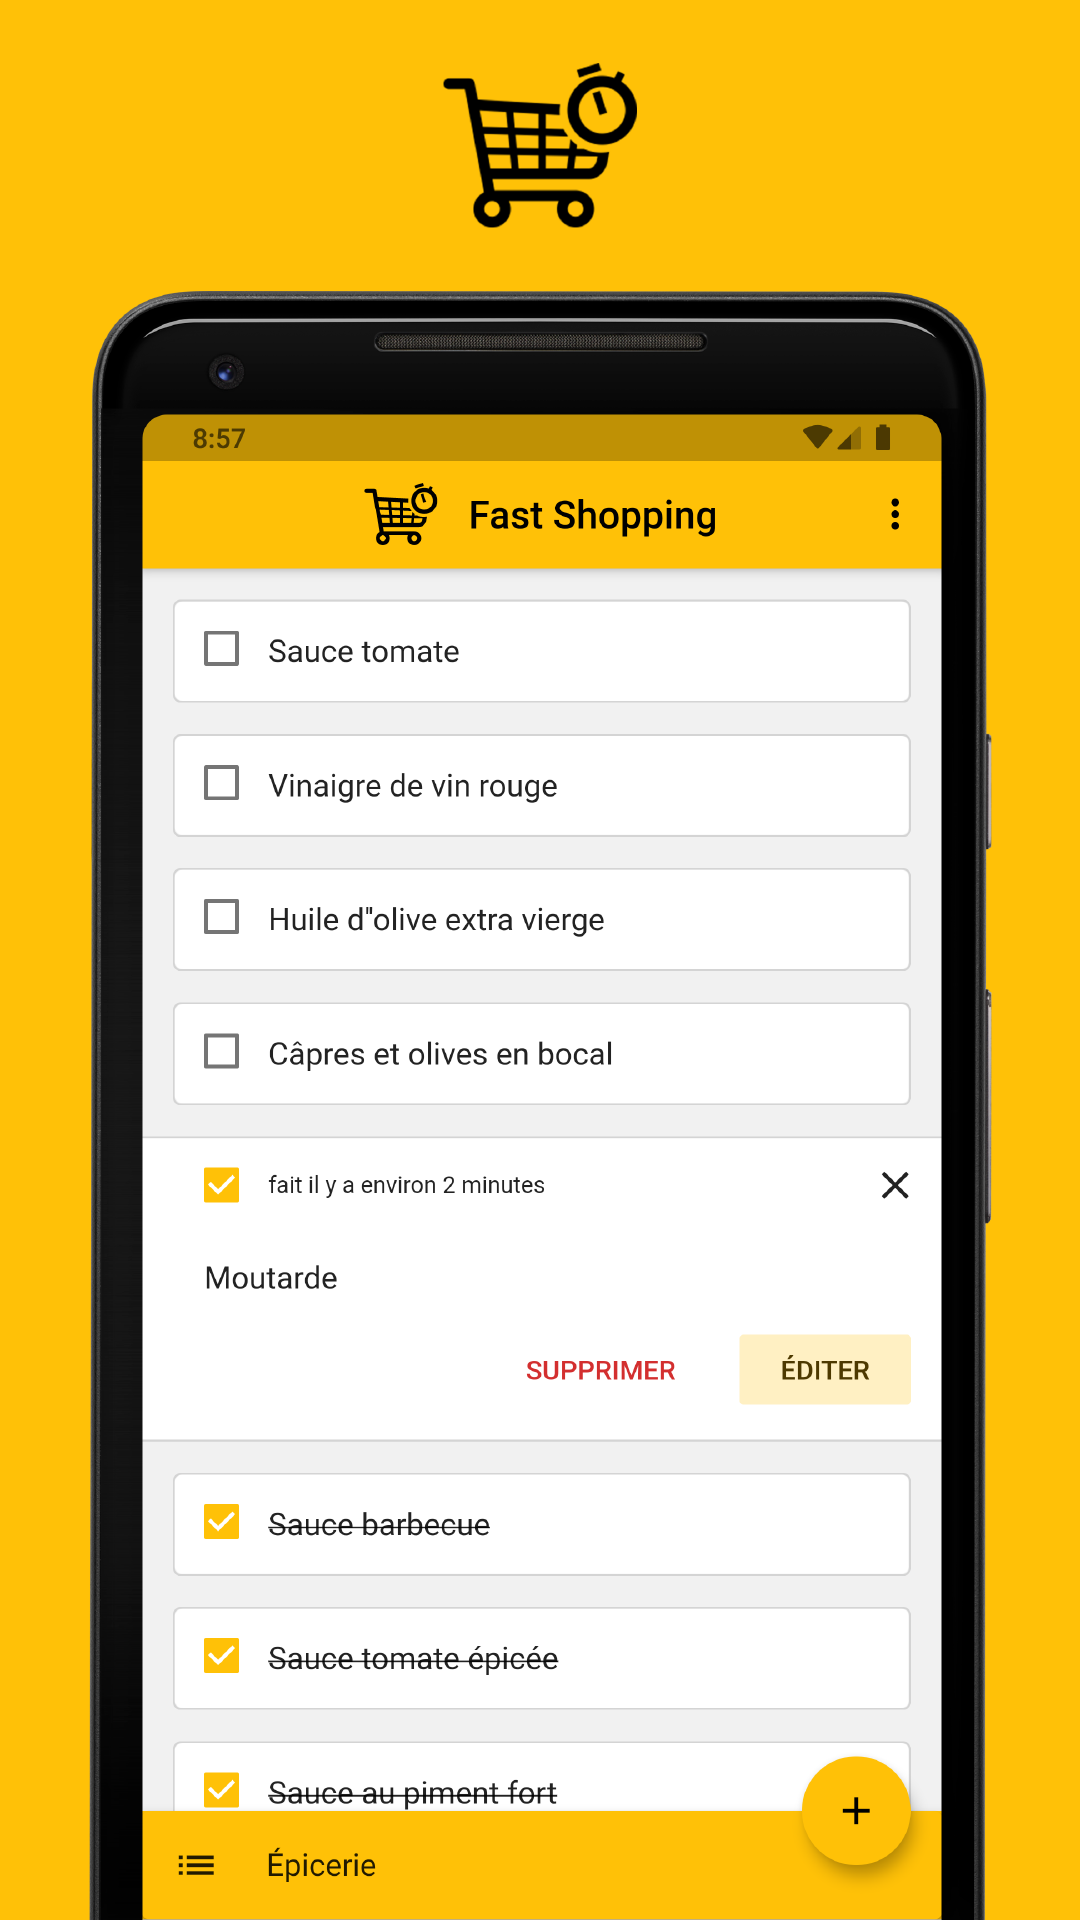 8:57
Fast Shopping
Sauce tomate
Vinaigre de vin rouge
Huile d"olive extra vierge
Câpres et olives en bocal
fait il y a environ 2 minutes
Moutarde
SUPPRIMER
ÉDITER
Sauce barbecue
Sauce tomate épicée
Sauce au piment fort
Épicerie